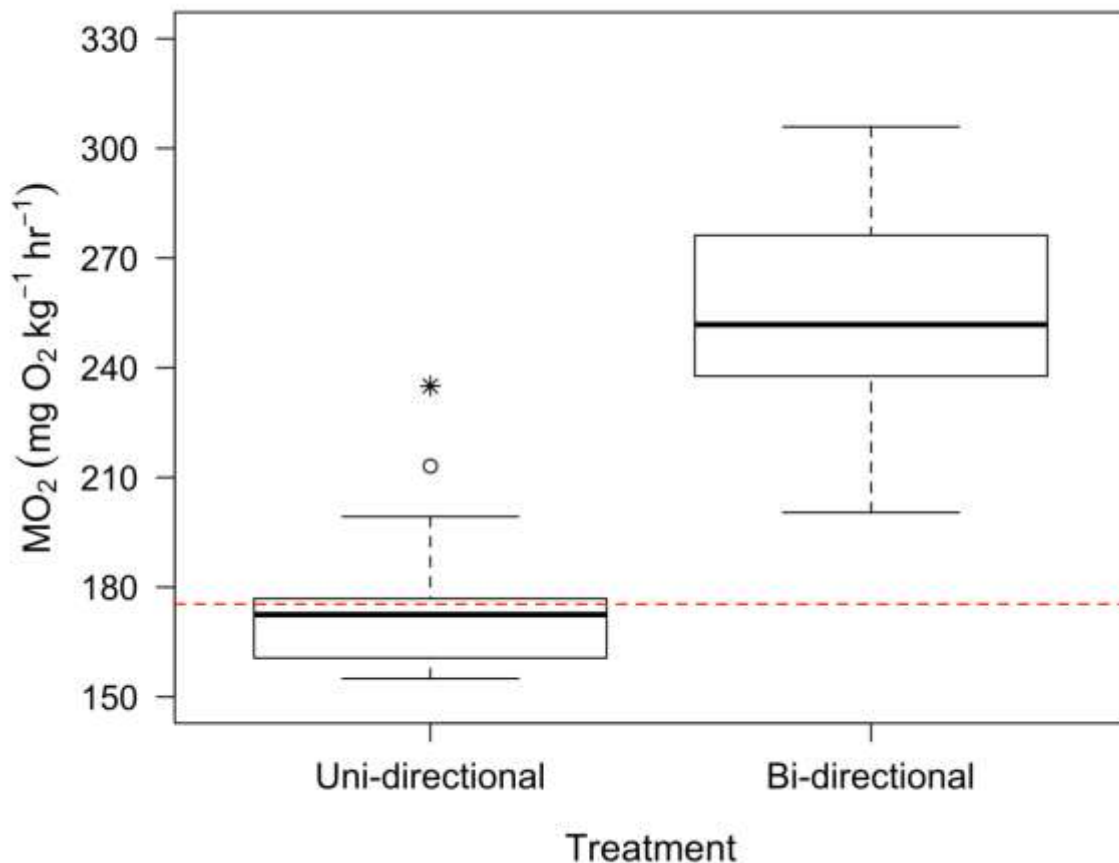 330
300
270
240
210
180
150
MO₂ (mg O₂ kg⁻¹ hr⁻¹)
Uni-directional
Bi-directional
Treatment